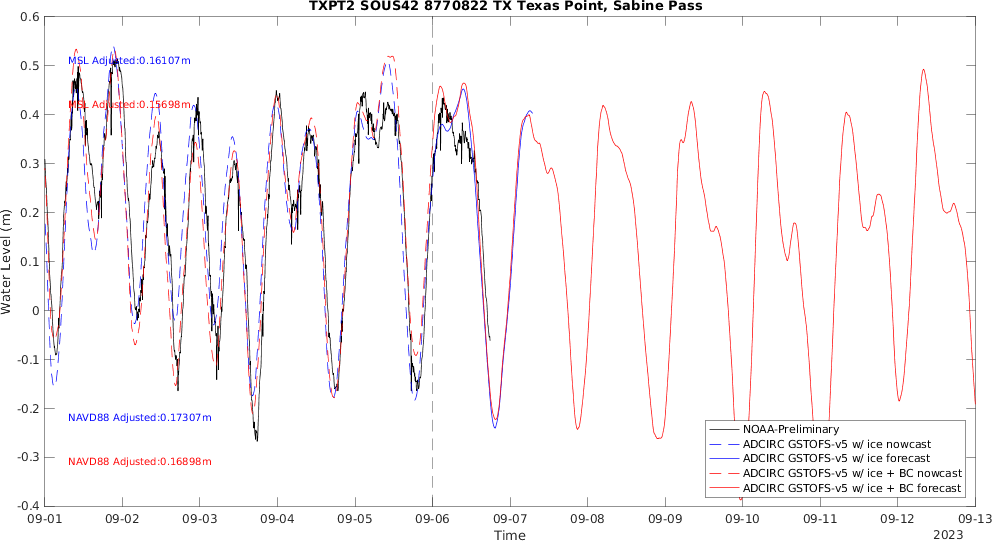 TXPT2 SOUS42 8770822 TX Texas Point, Sabine Pass
0.6
0.5
0.4
0.3
0.2
0.1
0
-0.1
-0.2
-0.3
-0.4
Water Level (m)
MSL Adjusted:0.16107m
MSL Adjusted:0.15698m
NAVD88 Adjusted:0.17307m
NAVD88 Adjusted:0.16898m
NOAA-Preliminary
ADCIRC GSTOFS-v5 w/ ice nowcast
ADCIRC GSTOFS-v5 w/ ice forecast
ADCIRC GSTOFS-v5 w/ ice + BC nowcast
ADCIRC GSTOFS-v5 w/ ice + BC forecast
09-01 09-02 09-03 09-04 09-05 09-06 09-07 09-08 09-09 09-10 09-11 09-12 09-13
Time
2023